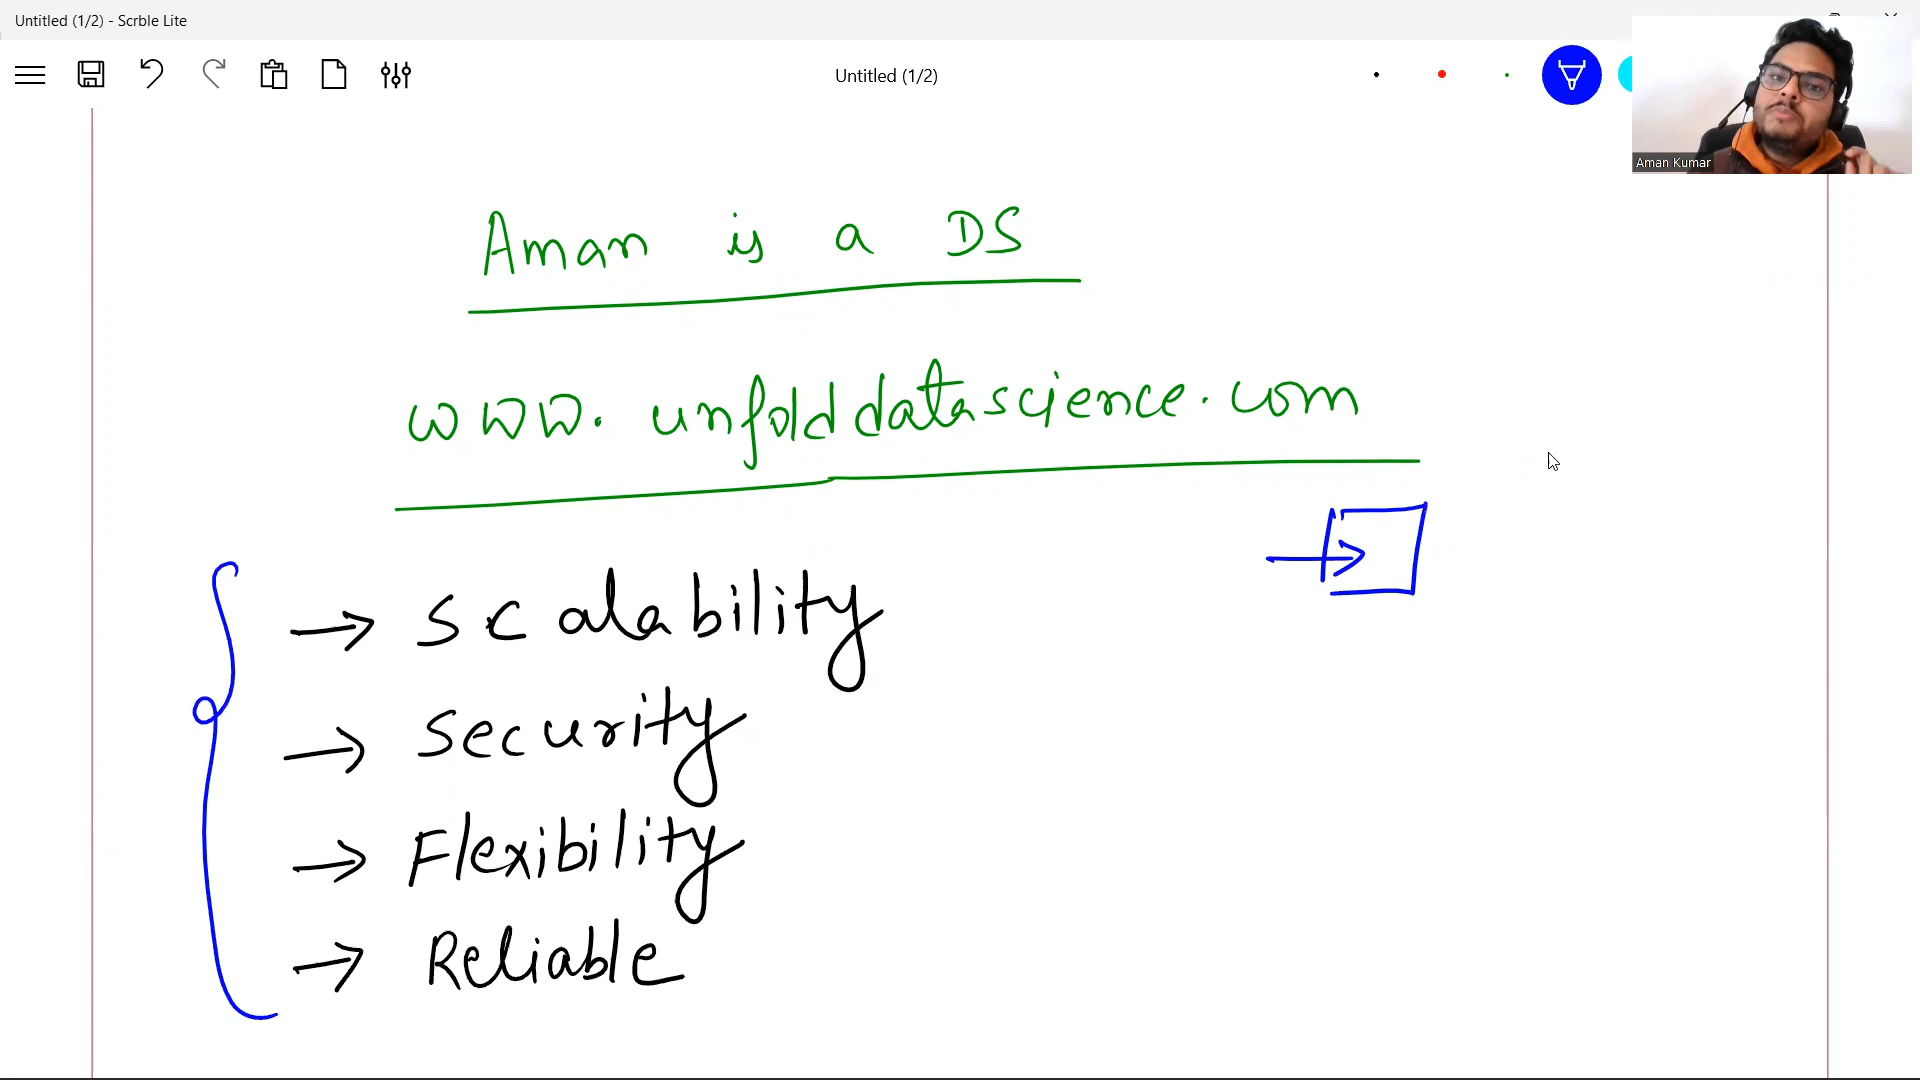 Untitled (1/2) - Scrble Lite
Untitled (1/2)
Aman Kumar
Aman is a DS
www.unfolddatascience.com
→ Scalability
→ Security
→ Flexibility
→ Reliable